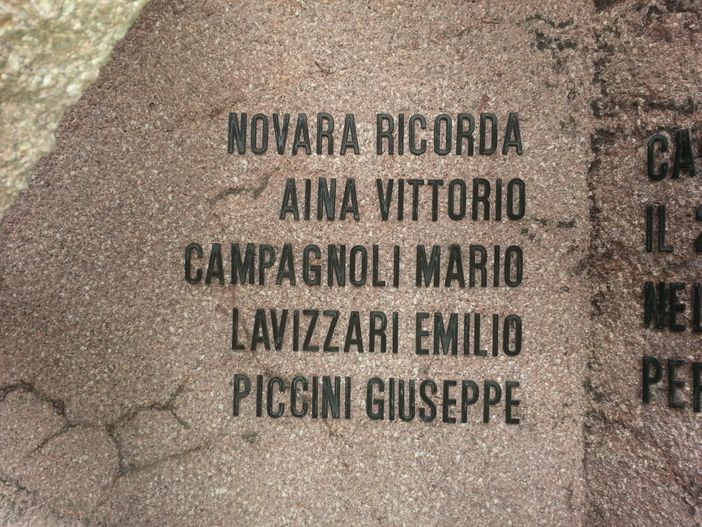 NOVARA RICORDA
AINA VITTORIO
CAMPAGNOLI MARIO
LAVIZZARI EMILIO
PICCINI GIUSEPPE
IL